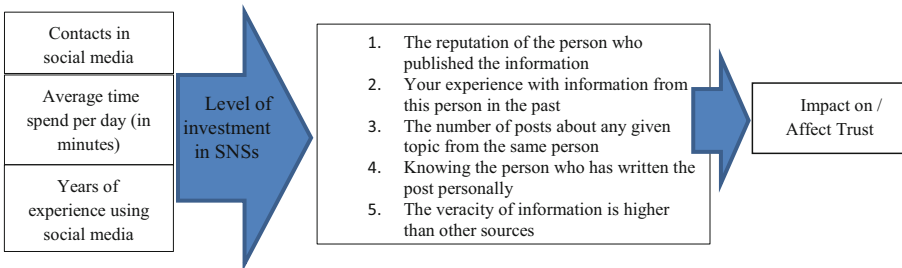 Contacts in
social media
Average time
spend per day (in
minutes)
Years of
experience using
social media
Level of
investment
in SNSs
1. The reputation of the person who
published the information
2. Your experience with information from
this person in the past
3. The number of posts about any given
topic from the same person
4. Knowing the person who has written the
post personally
5. The veracity of information is higher
than other sources
Impact on /
Affect Trust